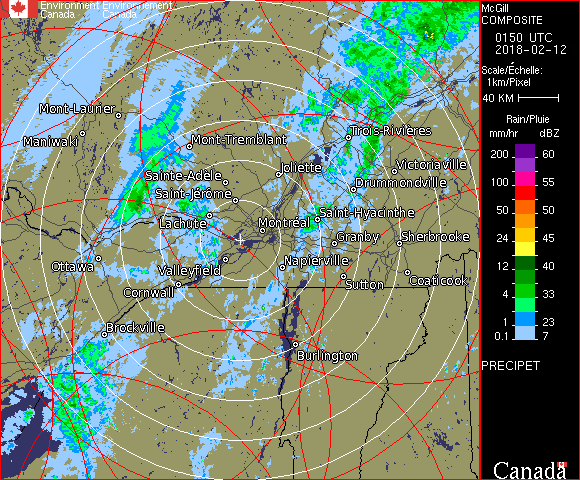 Environment Environnement
Canada Canada
McGill
COMPOSITE
0150 UTC
2018-02-12
Scale/Échelle:
1km/Pixel
40 KM
Rain/Pluie
mm/hr dBZ
200 60
100 55
50 50
24 45
12 40
4 33
1 23
0.1 7
PRECIPET
Mont-Laurier
Maniwaki
Mont-Tremblant
Trois-Rivières
Sainte-Adèle
Joliette
Victoriaville
Saint-Jérôme
Drummondville
Lachute
Montréal
Saint-Hyacinthe
Granby
Sherbrooke
Ottawa
Valleyfield
Napierville
Cornwall
Sutton
Coaticook
Brockville
Burlington
Canada